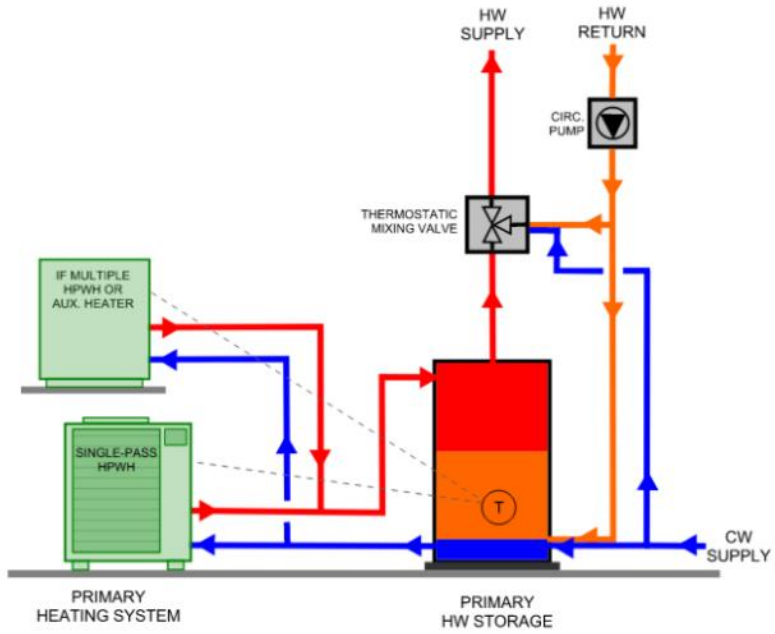 HW
SUPPLY
HW
RETURN
CIRC.
PUMP
THERMOSTATIC
MIXING VALVE
IF MULTIPLE
HPWH OR
AUX. HEATER
SINGLE-PASS
HPWH
T
CW
SUPPLY
PRIMARY
HEATING SYSTEM
PRIMARY
HW STORAGE